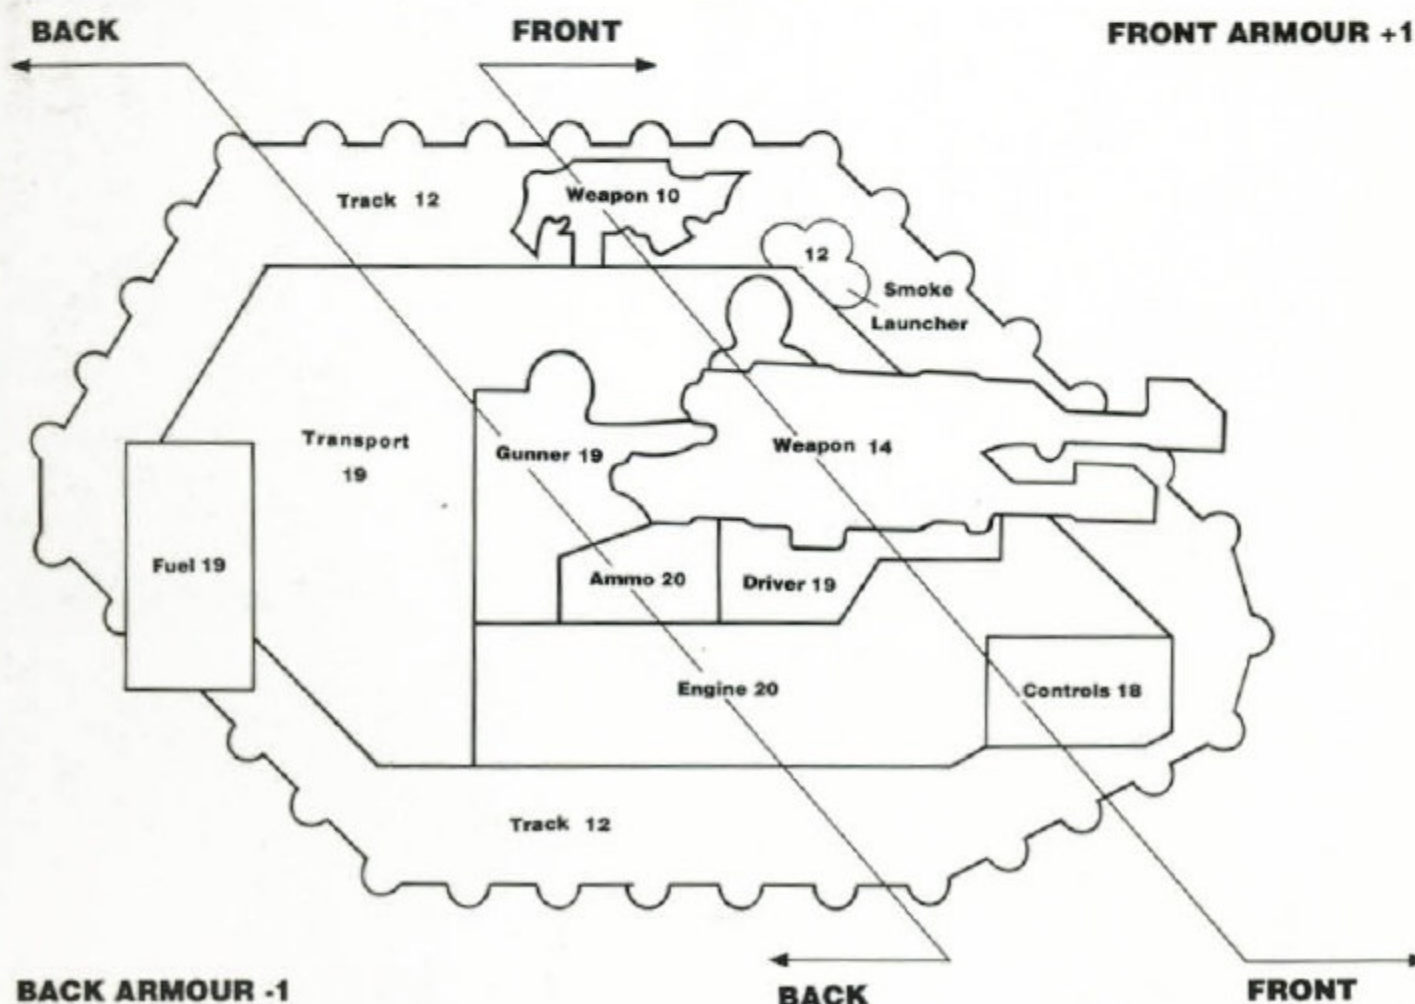 BACK
FRONT
FRONT ARMOUR +1
Track 12
Weapon 10
12
Smoke
Launcher
Transport
19
Gunner 19
Weapon 14
Fuel 19
Ammo 20
Driver 19
Engine 20
Controls 18
Track 12
BACK ARMOUR -1
BACK
FRONT